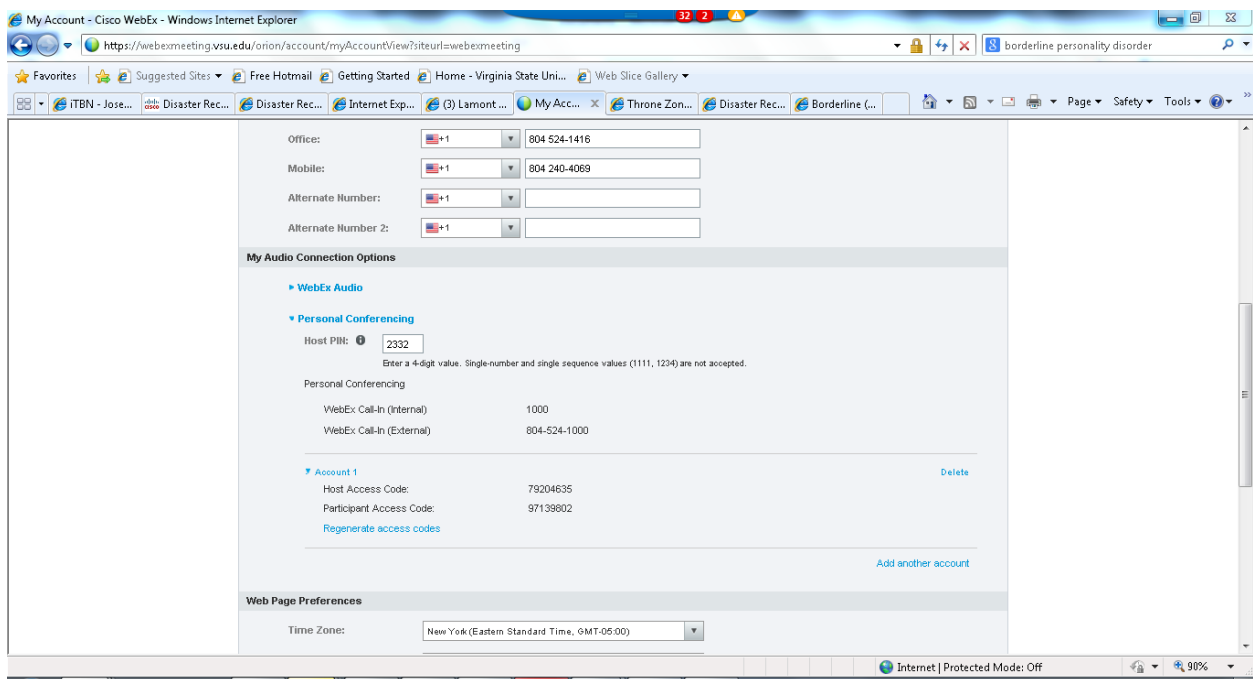 My Account - Cisco WebEx - Windows Internet Explorer
32 2
https://webexmeeting.vsu.edu/orion/account/myAccountView?siteurl=webexmeeting
borderline personality disorder
Favorites Suggested Sites Free Hotmail Getting Started Home - Virginia State Uni... Web Slice Gallery
iTBN - Jose... Disaster Rec... Disaster Rec... Internet Exp... (3) Lamont ... My Acc... x Throne Zon... Disaster Rec... Borderline (... Page Safety Tools »
Office: +1 804 524-1416
Mobile: +1 804 240-4069
Alternate Number: +1
Alternate Number 2: +1
My Audio Connection Options
WebEx Audio
Personal Conferencing
Host PIN: 2332
Enter a 4-digit value. Single-number and single sequence values (1111, 1234) are not accepted.
Personal Conferencing
WebEx Call-In (Internal) 1000
WebEx Call-In (External) 804-524-1000
Account 1 Delete
Host Access Code: 79204635
Participant Access Code: 97139802
Regenerate access codes
Add another account
Web Page Preferences
Time Zone: New York (Eastern Standard Time, GMT-05:00)
Internet | Protected Mode: Off 90%